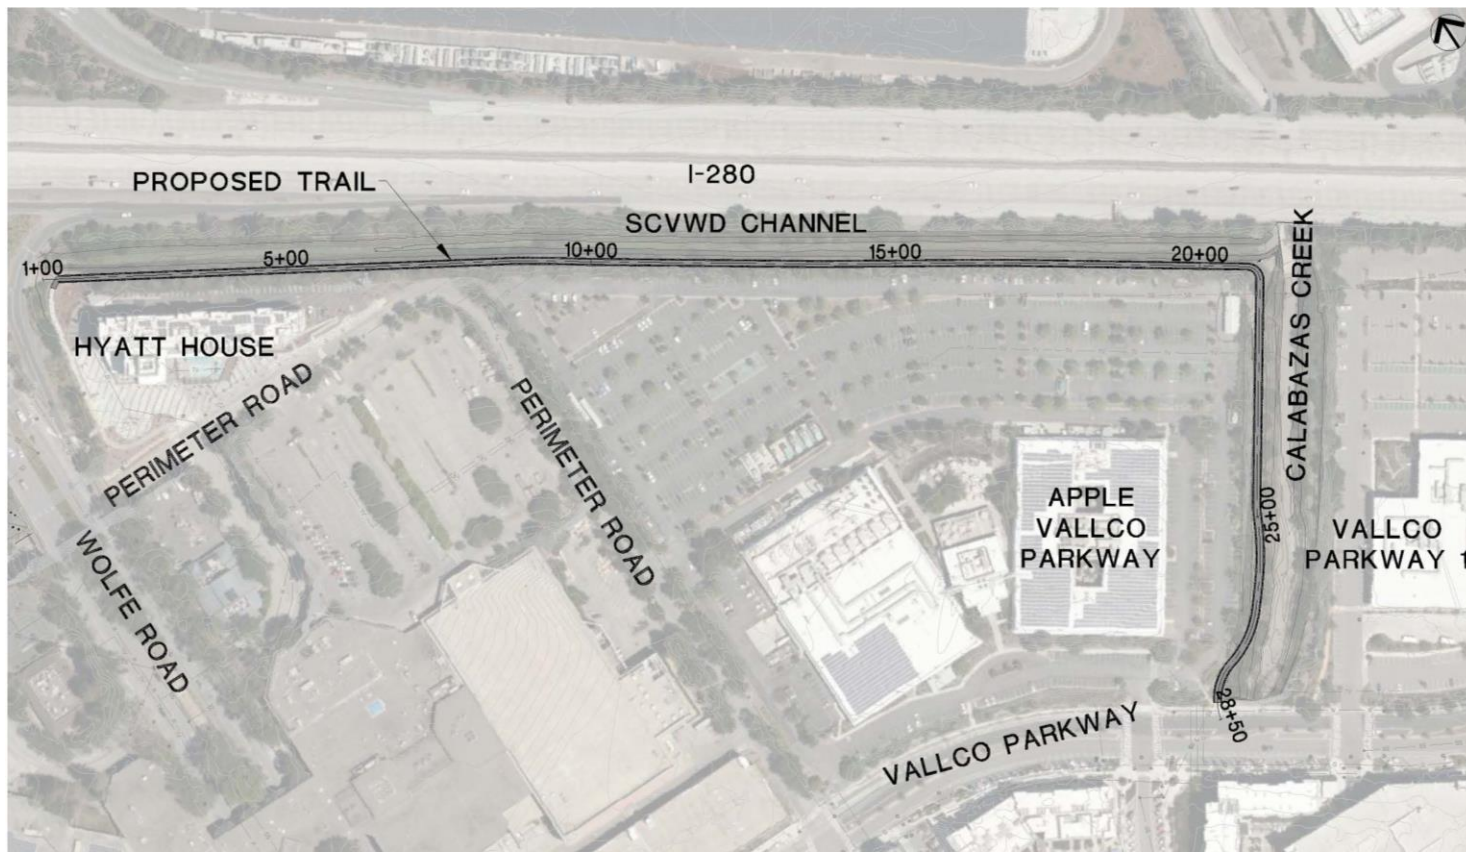 I-280
PROPOSED TRAIL
SCVWD CHANNEL
1+00
5+00
10+00
15+00
20+00
CALABAZAS CREEK
HYATT HOUSE
PERIMETER ROAD
PERIMETER ROAD
WOLFE ROAD
APPLE
VALLCO
PARKWAY
25+00
VALLCO
PARKWAY 1
28+50
VALLCO PARKWAY